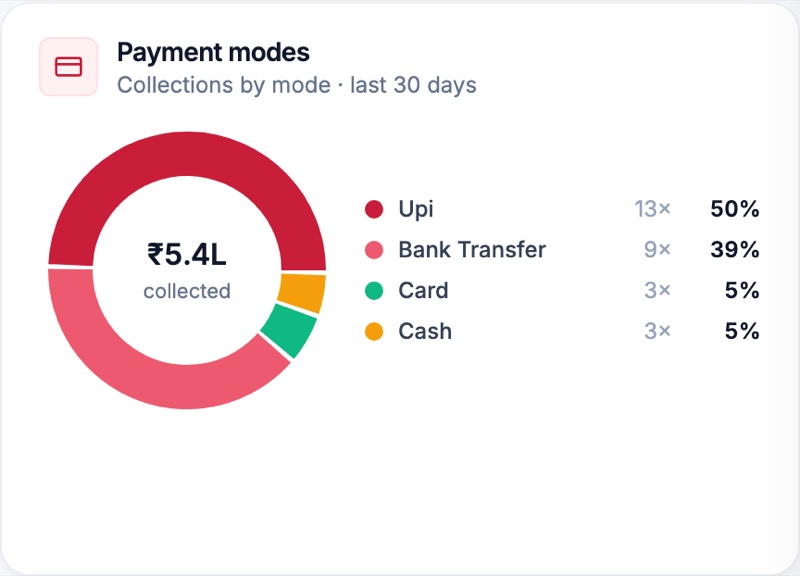 Payment modes
Collections by mode · last 30 days
₹5.4L
collected
Upi 13× 50%
Bank Transfer 9× 39%
Card 3× 5%
Cash 3× 5%